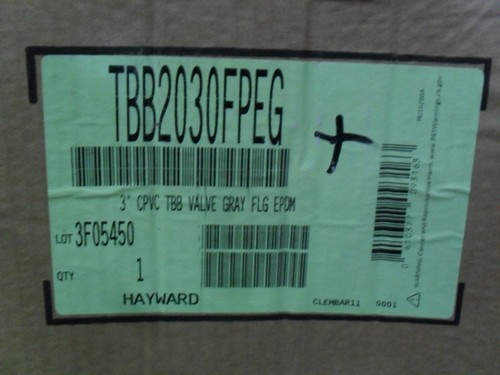 TBB2030FPEG
3" CPVC TBB VALVE GRAY FLG EPDM
LOT 3F05450
QTY 1
HAYWARD
CLEMBAR11 0001